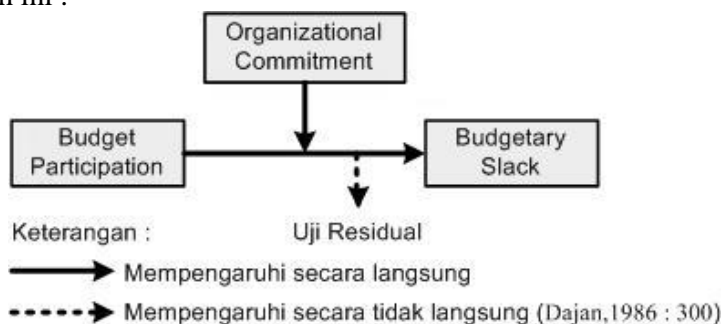 Organizational
Commitment
Budget
Participation
Budgetary
Slack
Keterangan :
Uji Residual
Mempengaruhi secara langsung
Mempengaruhi secara tidak langsung (Dajan,1986 : 300)